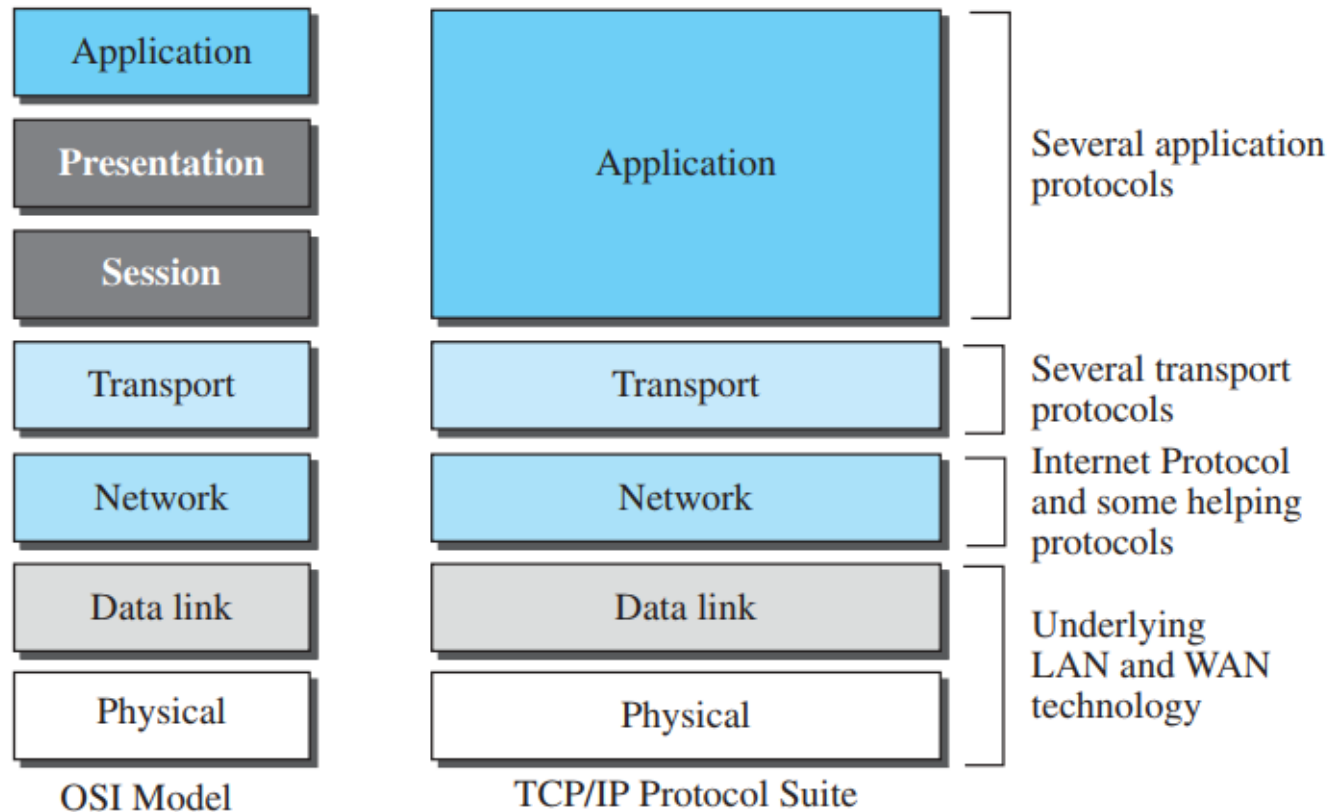 Application
Presentation
Session
Transport
Network
Data link
Physical
OSI Model
Application
Transport
Network
Data link
Physical
TCP/IP Protocol Suite
Several application
protocols
Several transport
protocols
Internet Protocol
and some helping
protocols
Underlying
LAN and WAN
technology